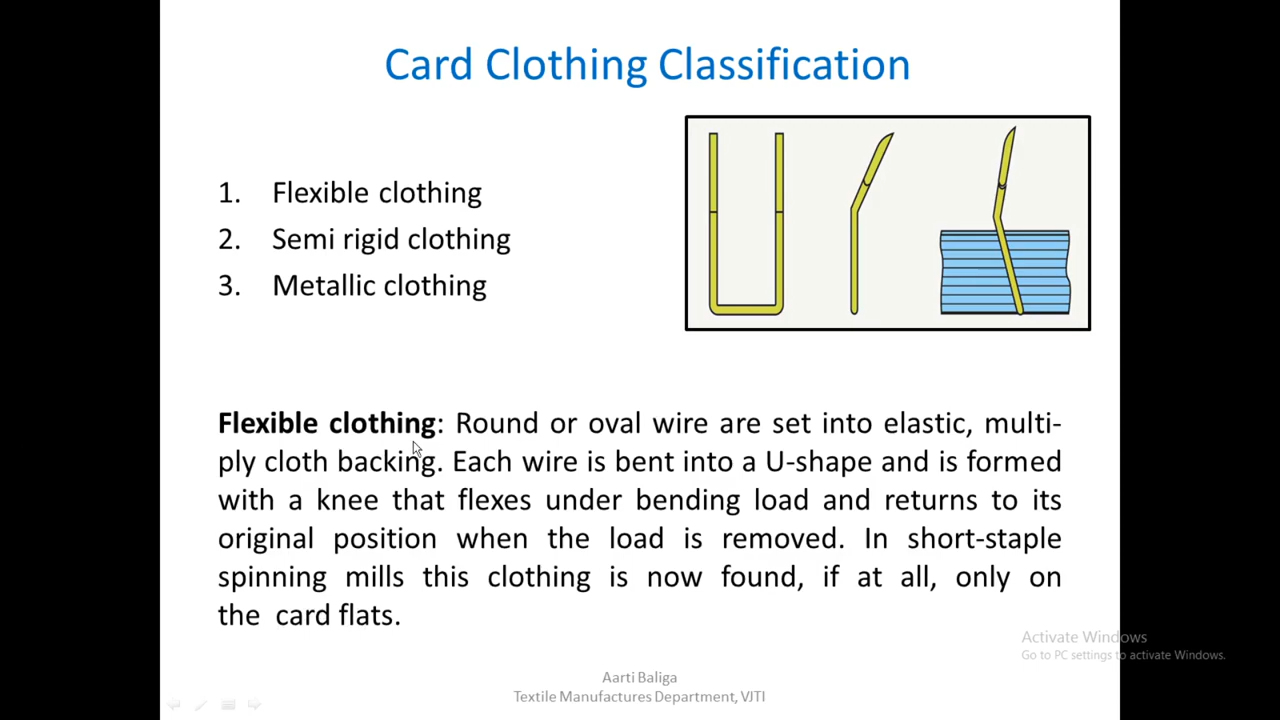 Card Clothing Classification
1. Flexible clothing
2. Semi rigid clothing
3. Metallic clothing
Flexible clothing: Round or oval wire are set into elastic, multi-
ply cloth backing. Each wire is bent into a U-shape and is formed
with a knee that flexes under bending load and returns to its
original position when the load is removed. In short-staple
spinning mills this clothing is now found, if at all, only on
the card flats.
Activate Windows
Go to PC settings to activate Windows.
Aarti Baliga
Textile Manufactures Department, VJTI